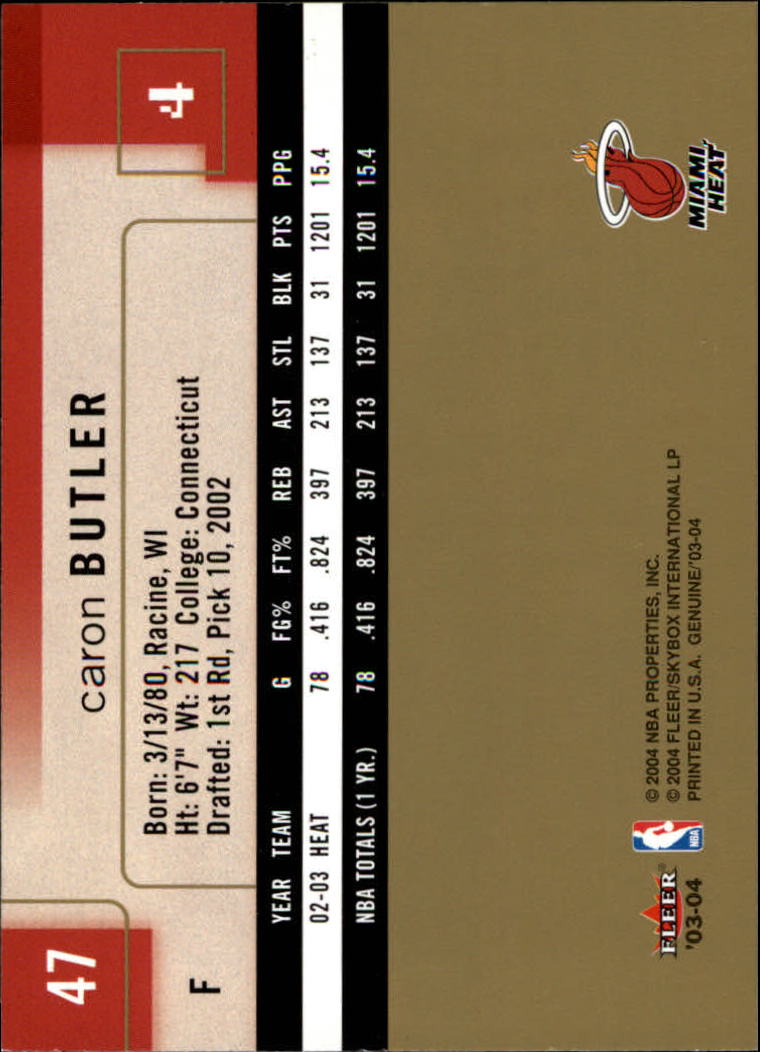 47
caron BUTLER
4
F
Born: 3/13/80, Racine, WI
Ht: 6'7" Wt: 217 College: Connecticut
Drafted: 1st Rd, Pick 10, 2002
YEAR TEAM G FG% FT% REB AST STL BLK PTS PPG
02-03 HEAT 78 .416 .824 397 213 137 31 1201 15.4
NBA TOTALS (1 YR.) 78 .416 .824 397 213 137 31 1201 15.4
MIAMI
HEAT
© 2004 NBA PROPERTIES, INC.
© 2004 FLEER/SKYBOX INTERNATIONAL LP
PRINTED IN U.S.A. GENUINE/'03-04
NBA
FLEER®
'03-04